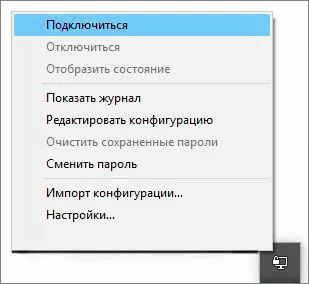 Подключиться
Отключиться
Отобразить состояние
Показать журнал
Редактировать конфигурацию
Очистить сохраненные пароли
Сменить пароль
Импорт конфигурации...
Настройки...